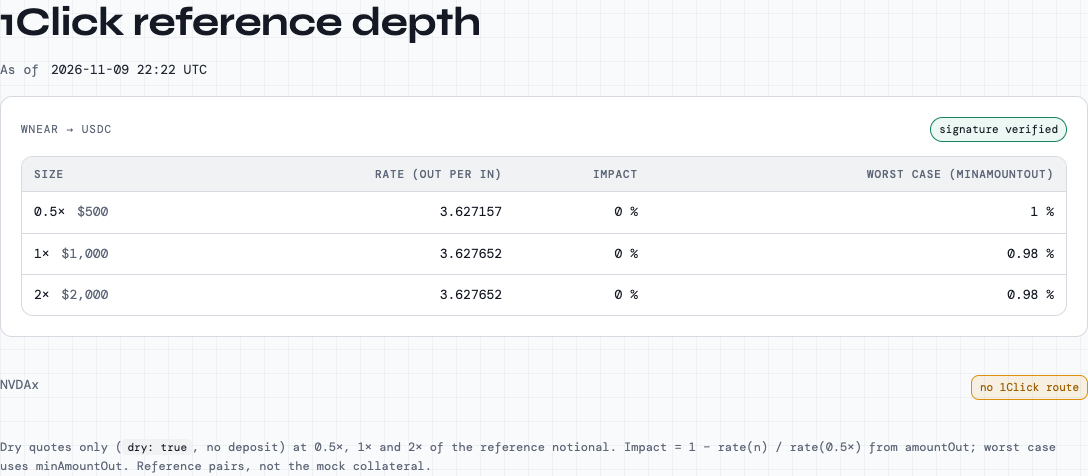 1Click reference depth
As of 2026-11-09 22:22 UTC
WNEAR → USDC signature verified
SIZE RATE (OUT PER IN) IMPACT WORST CASE (MINAMOUNTOUT)
0.5× $500 3.627157 0 % 1 %
1× $1,000 3.627652 0 % 0.98 %
2× $2,000 3.627652 0 % 0.98 %
NVDAx no 1Click route
Dry quotes only ( dry: true , no deposit) at 0.5×, 1× and 2× of the reference notional. Impact = 1 − rate(n) / rate(0.5×) from amountOut; worst case
uses minAmountOut. Reference pairs, not the mock collateral.